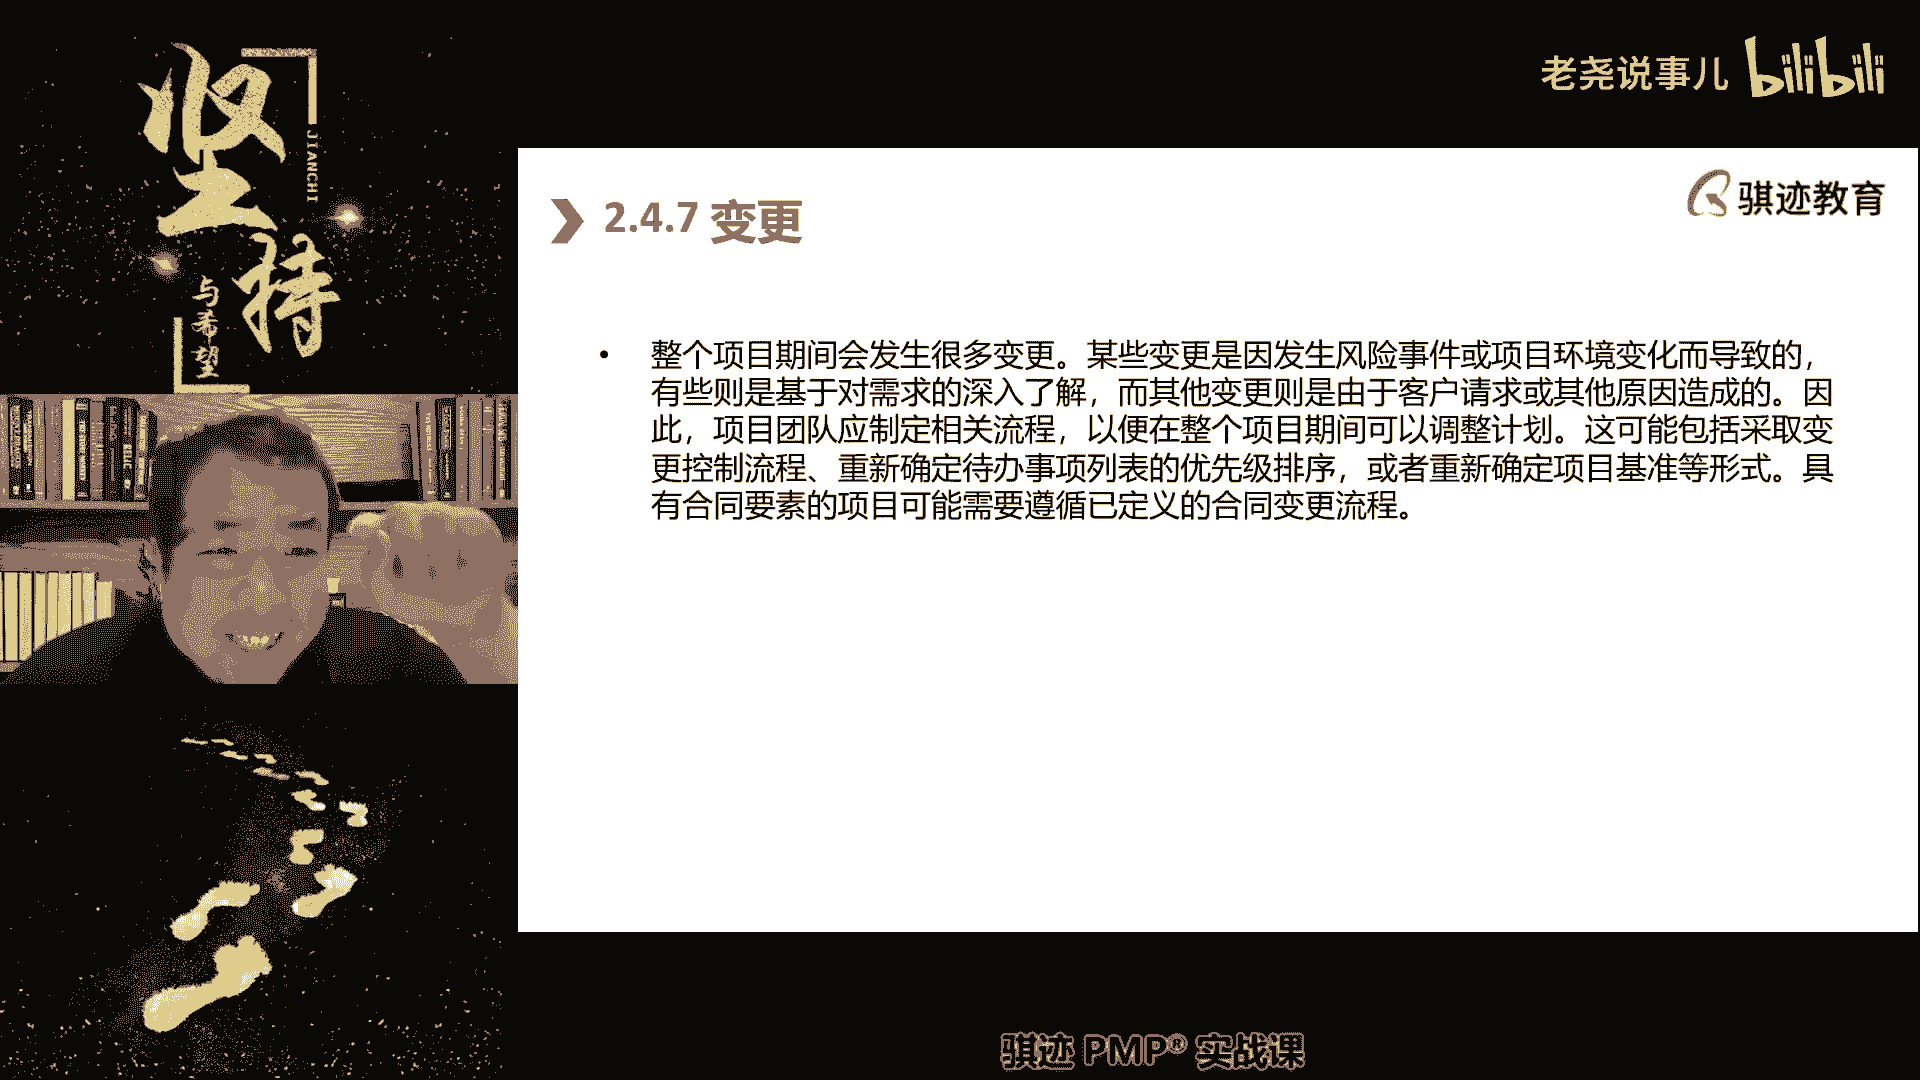 坚持
JIANCHI
与希望
老尧说事儿 bilibili
骐迹教育
2.4.7 变更
• 整个项目期间会发生很多变更。某些变更是因发生风险事件或项目环境变化而导致的，
有些则是基于对需求的深入了解，而其他变更则是由于客户请求或其他原因造成的。因
此，项目团队应制定相关流程，以便在整个项目期间可以调整计划。这可能包括采取变
更控制流程、重新确定待办事项列表的优先级排序，或者重新确定项目基准等形式。具
有合同要素的项目可能需要遵循已定义的合同变更流程。
骐迹 PMP® 实战课